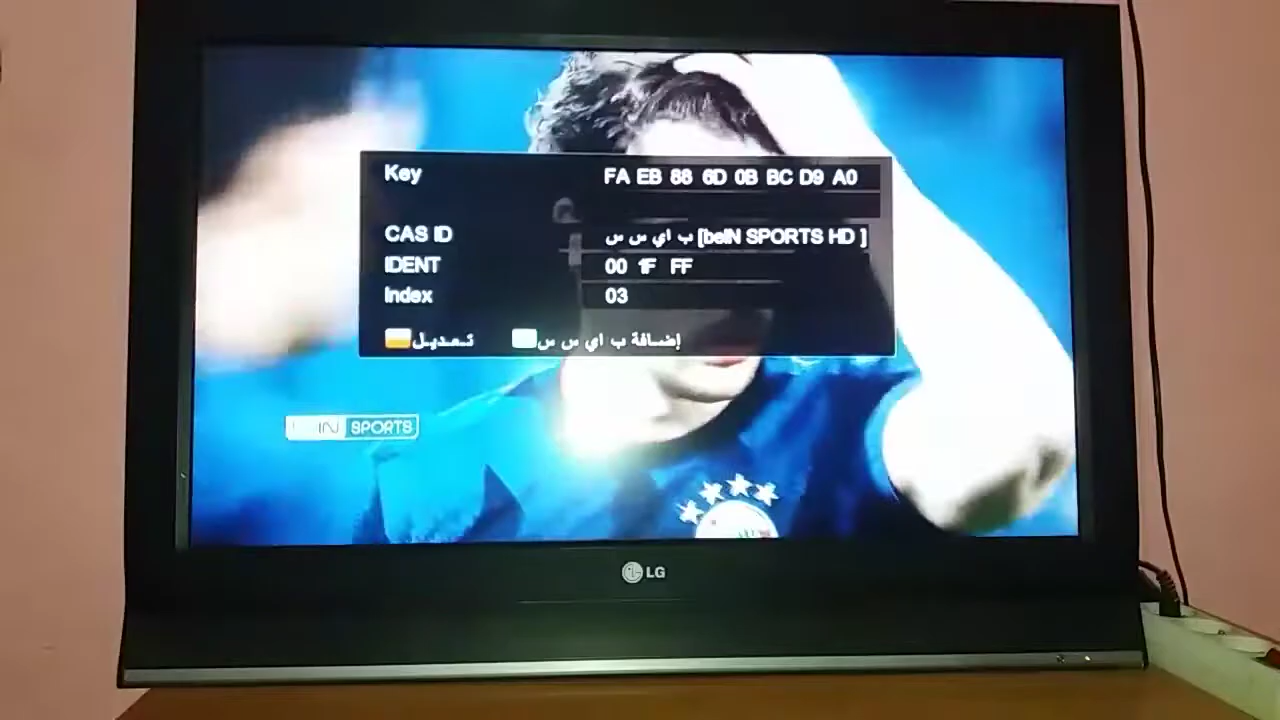 Key FA EB 88 6D 0B BC D9 A0
CAS ID ب اي س س [beIN SPORTS HD ]
IDENT 00 1F FF
Index 03
تعديل إضافة ب اي س س
beIN SPORTS
LG